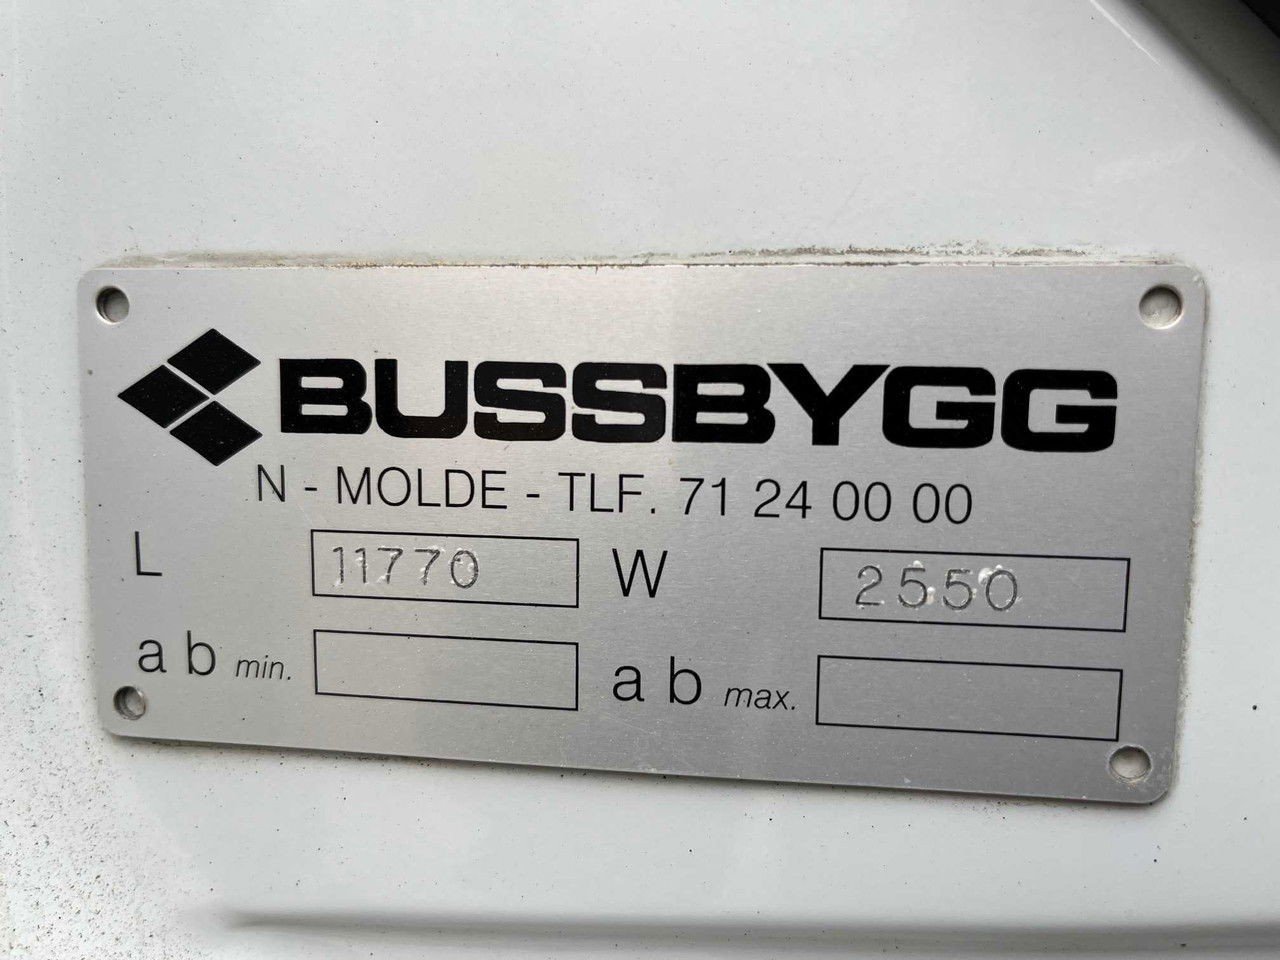 BUSSBYGG
N - MOLDE - TLF. 71 24 00 00
L 11770 W 2550
a b min. a b max.